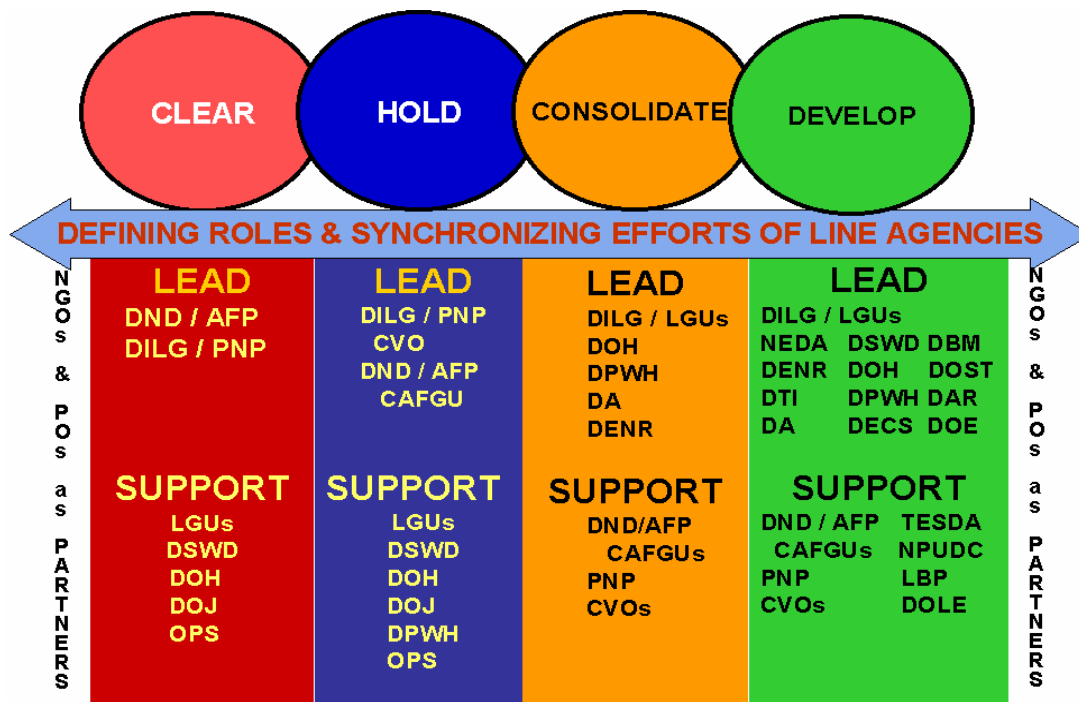 CLEAR
HOLD
CONSOLIDATE
DEVELOP
DEFINING ROLES & SYNCHRONIZING EFFORTS OF LINE AGENCIES
NGOs & POs as PARTNERS
LEAD
DND / AFP
DILG / PNP
SUPPORT
LGUs
DSWD
DOH
DOJ
OPS
LEAD
DILG / PNP
CVO
DND / AFP
CAFGU
SUPPORT
LGUs
DSWD
DOH
DOJ
DPWH
OPS
LEAD
DILG / LGUs
DOH
DPWH
DA
DENR
SUPPORT
DND/AFP
CAFGUs
PNP
CVOs
LEAD
DILG / LGUs
NEDA DSWD DBM
DENR DOH DOST
DTI DPWH DAR
DA DECS DOE
SUPPORT
DND / AFP TESDA
CAFGUs NPUDC
PNP LBP
CVOs DOLE
NGOs & POs as PARTNERS